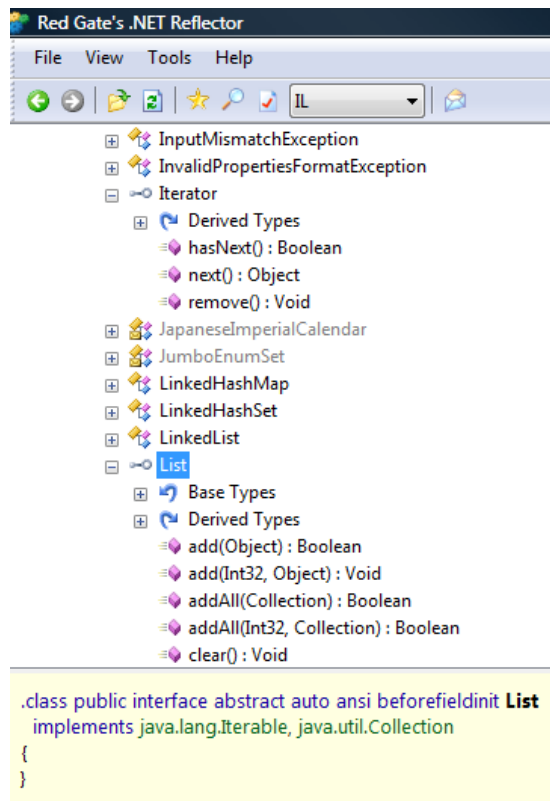 Red Gate's .NET Reflector
File View Tools Help
IL
InputMismatchException
InvalidPropertiesFormatException
Iterator
Derived Types
hasNext() : Boolean
next() : Object
remove() : Void
JapaneseImperialCalendar
JumboEnumSet
LinkedHashMap
LinkedHashSet
LinkedList
List
Base Types
Derived Types
add(Object) : Boolean
add(Int32, Object) : Void
addAll(Collection) : Boolean
addAll(Int32, Collection) : Boolean
clear() : Void
.class public interface abstract auto ansi beforefieldinit List
implements java.lang.Iterable, java.util.Collection
{
}